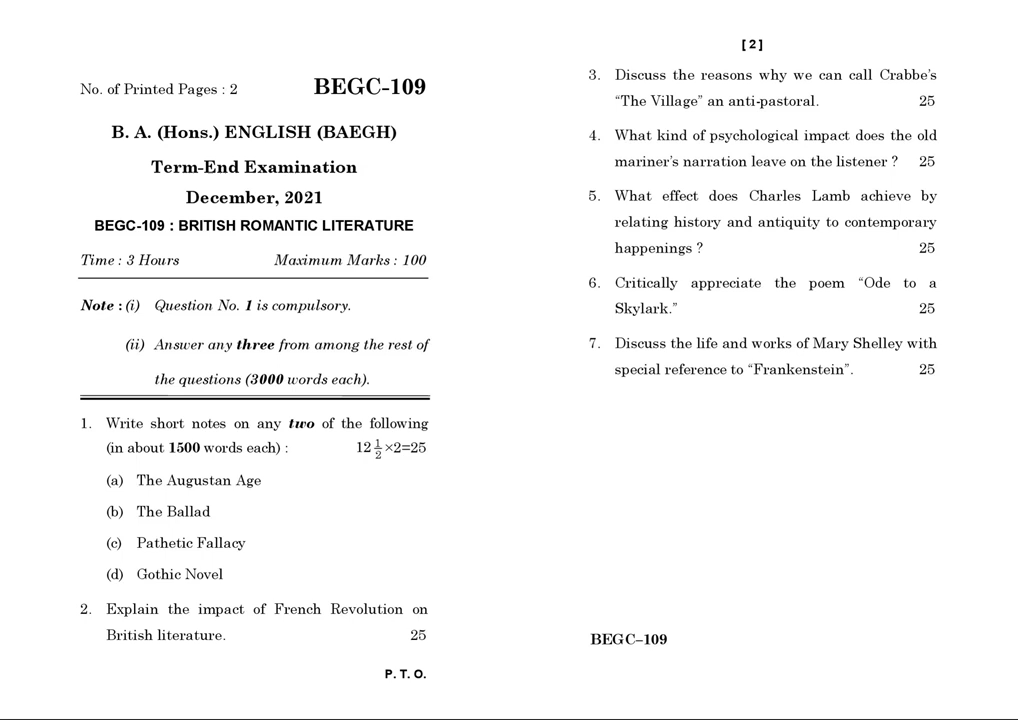 No. of Printed Pages : 2 BEGC-109
B. A. (Hons.) ENGLISH (BAEGH)
Term-End Examination
December, 2021
BEGC-109 : BRITISH ROMANTIC LITERATURE
Time : 3 Hours Maximum Marks : 100
Note : (i) Question No. 1 is compulsory.
(ii) Answer any three from among the rest of
the questions (3000 words each).
1. Write short notes on any two of the following
(in about 1500 words each) : 12 1/2 ×2=25
(a) The Augustan Age
(b) The Ballad
(c) Pathetic Fallacy
(d) Gothic Novel
2. Explain the impact of French Revolution on
British literature. 25
P. T. O.
[ 2 ]
3. Discuss the reasons why we can call Crabbe's
“The Village” an anti-pastoral. 25
4. What kind of psychological impact does the old
mariner's narration leave on the listener ? 25
5. What effect does Charles Lamb achieve by
relating history and antiquity to contemporary
happenings ? 25
6. Critically appreciate the poem “Ode to a
Skylark.” 25
7. Discuss the life and works of Mary Shelley with
special reference to “Frankenstein”. 25
BEGC–109